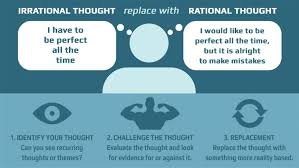 IRRATIONAL THOUGHT replace with RATIONAL THOUGHT
I have to
be perfect
all the
time
I would like to be
perfect all the time,
but it is alright
to make mistakes
1. IDENTIFY YOUR THOUGHT
Can you see recurring
thoughts or themes?
2. CHALLENGE THE THOUGHT
Evaluate the thought and look
for evidence for or against it.
3. REPLACEMENT
Replace the thought with
something more reality based.